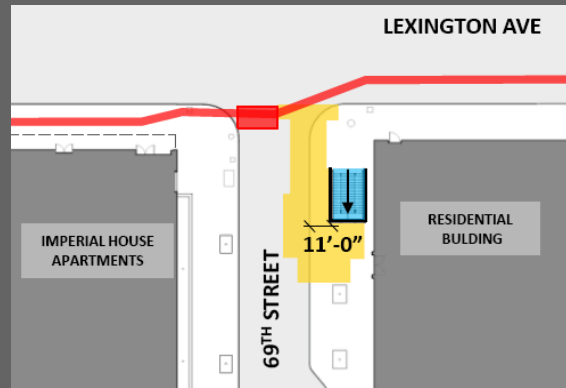 LEXINGTON AVE
IMPERIAL HOUSE
APARTMENTS
69TH STREET
11'-0"
RESIDENTIAL
BULDING